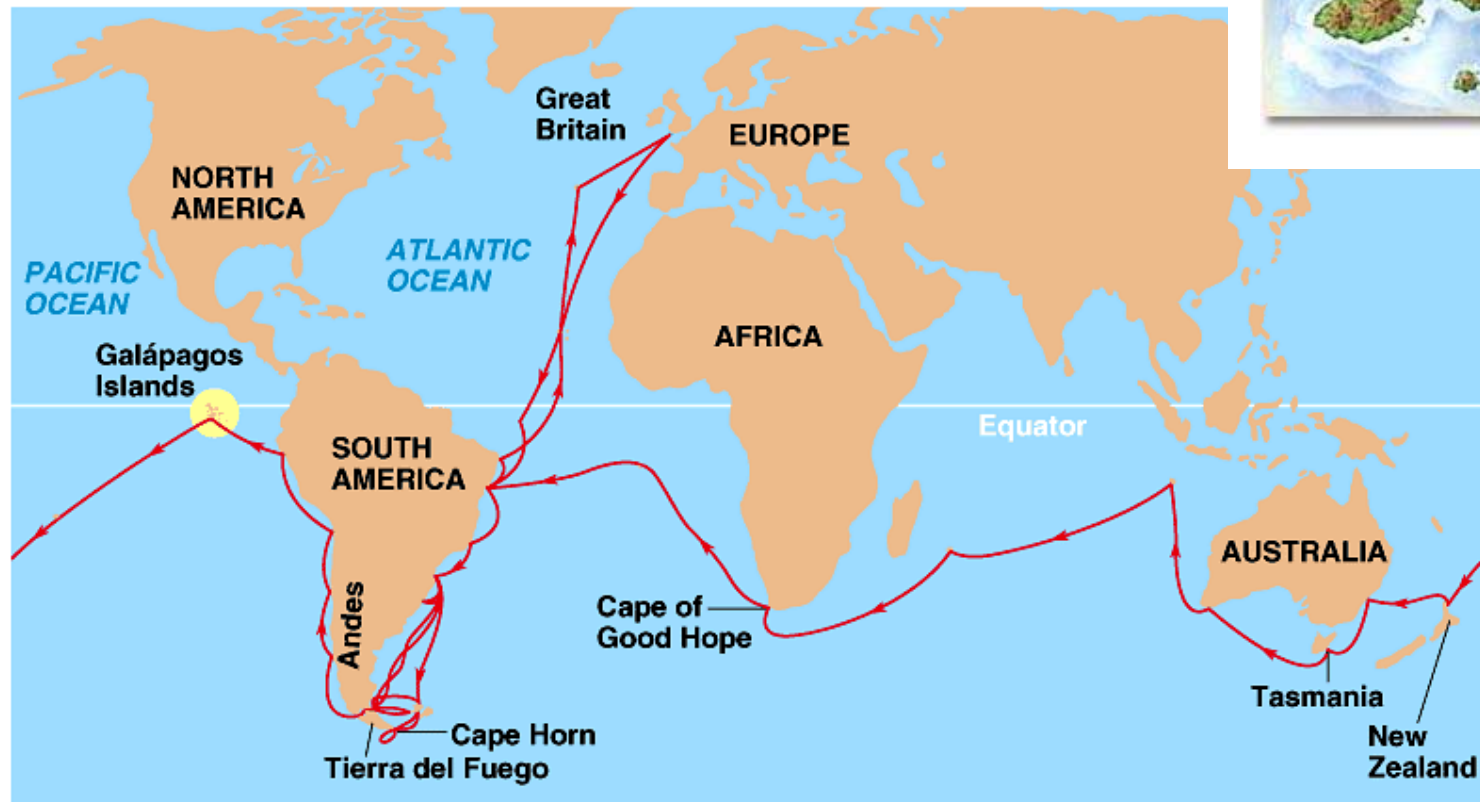 Great
Britain
EUROPE
NORTH
AMERICA
ATLANTIC
OCEAN
PACIFIC
OCEAN
AFRICA
Galápagos
Islands
Equator
SOUTH
AMERICA
AUSTRALIA
Andes
Cape of
Good Hope
Tasmania
Cape Horn
New
Zealand
Tierra del Fuego